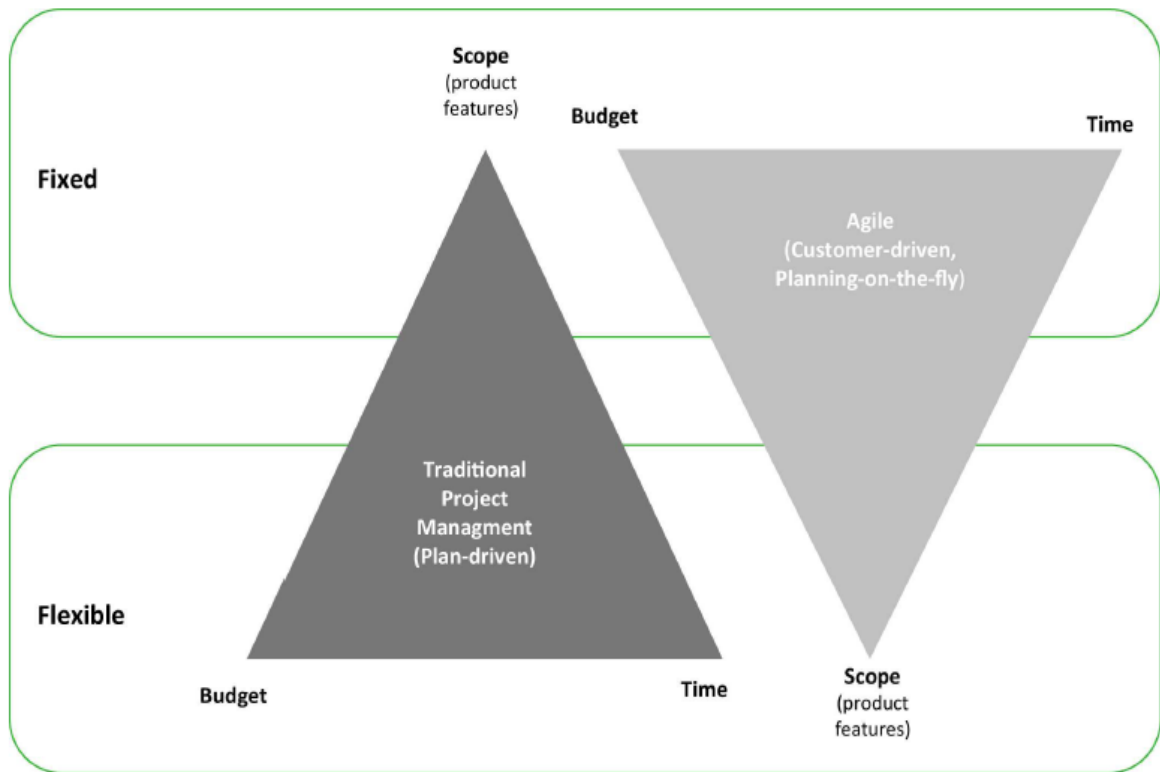 Scope
(product
features)
Budget
Time
Fixed
Agile
(Customer-driven,
Planning-on-the-fly)
Traditional
Project
Managment
(Plan-driven)
Flexible
Budget
Time
Scope
(product
features)